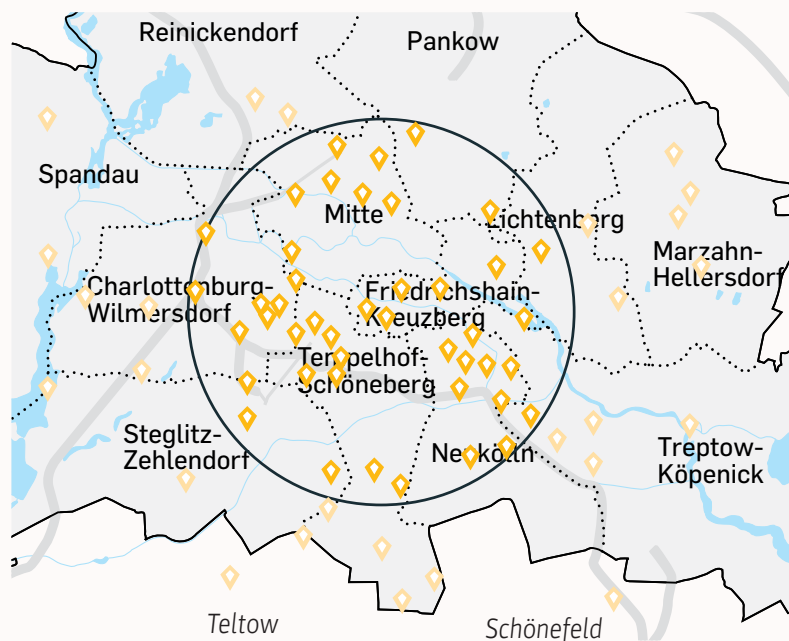 Reinickendorf
Pankow
Spandau
Mitte
Lichtenberg
Marzahn-
Hellersdorf
Charlottenburg-
Wilmersdorf
Friedrichshain-
Kreuzberg
Tempelhof-
Schöneberg
Steglitz-
Zehlendorf
Neukölln
Treptow-
Köpenick
Teltow
Schönefeld